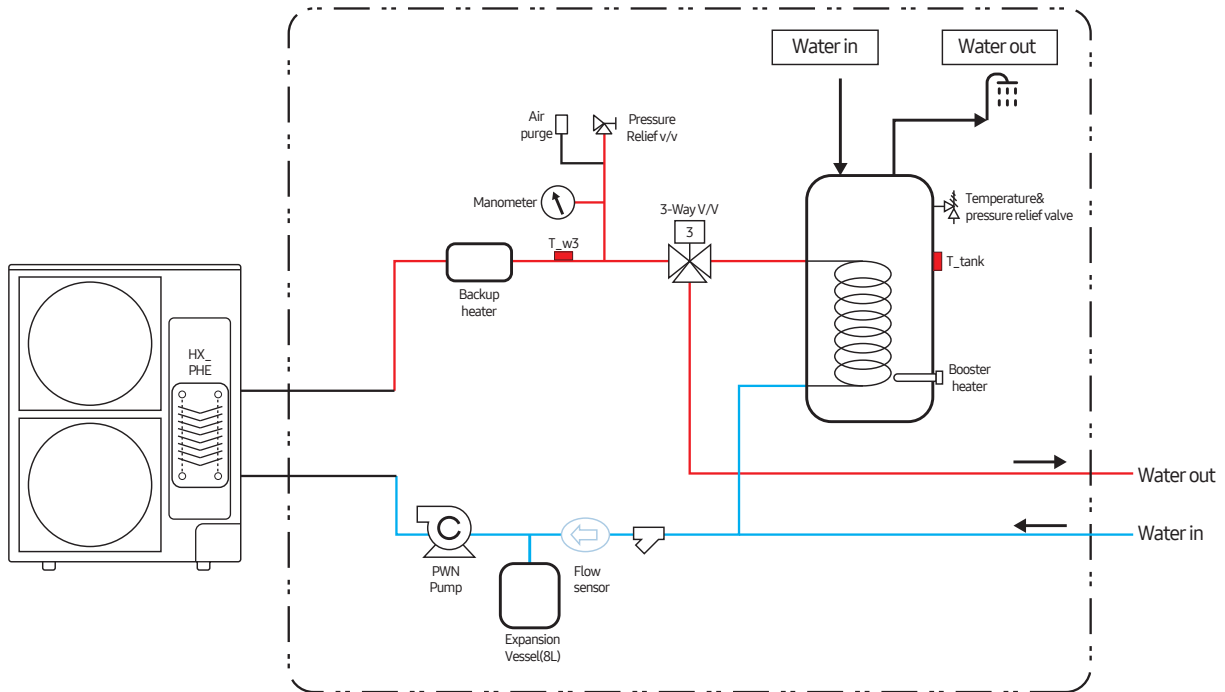 Water in
Water out
Air
purge
Pressure
Relief v/v
Manometer
3-Way V/V
3
Temperature&
pressure relief valve
T_w3
T_tank
Backup
heater
HX_
PHE
Booster
heater
Water out
Water in
C
PWN
Pump
Flow
sensor
Expansion
Vessel(8L)